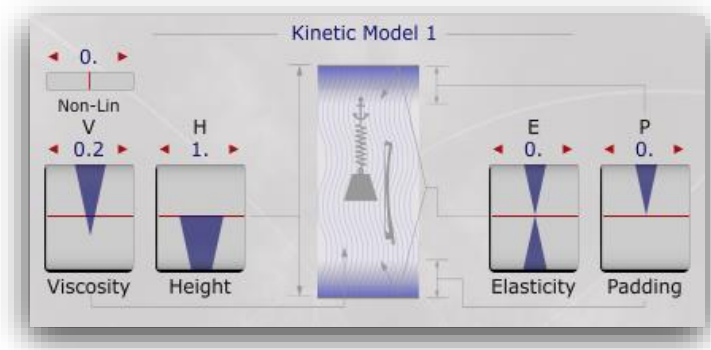 Kinetic Model 1
0.
Non-Lin
V H E P
0.2 1. 0. 0.
Viscosity Height Elasticity Padding